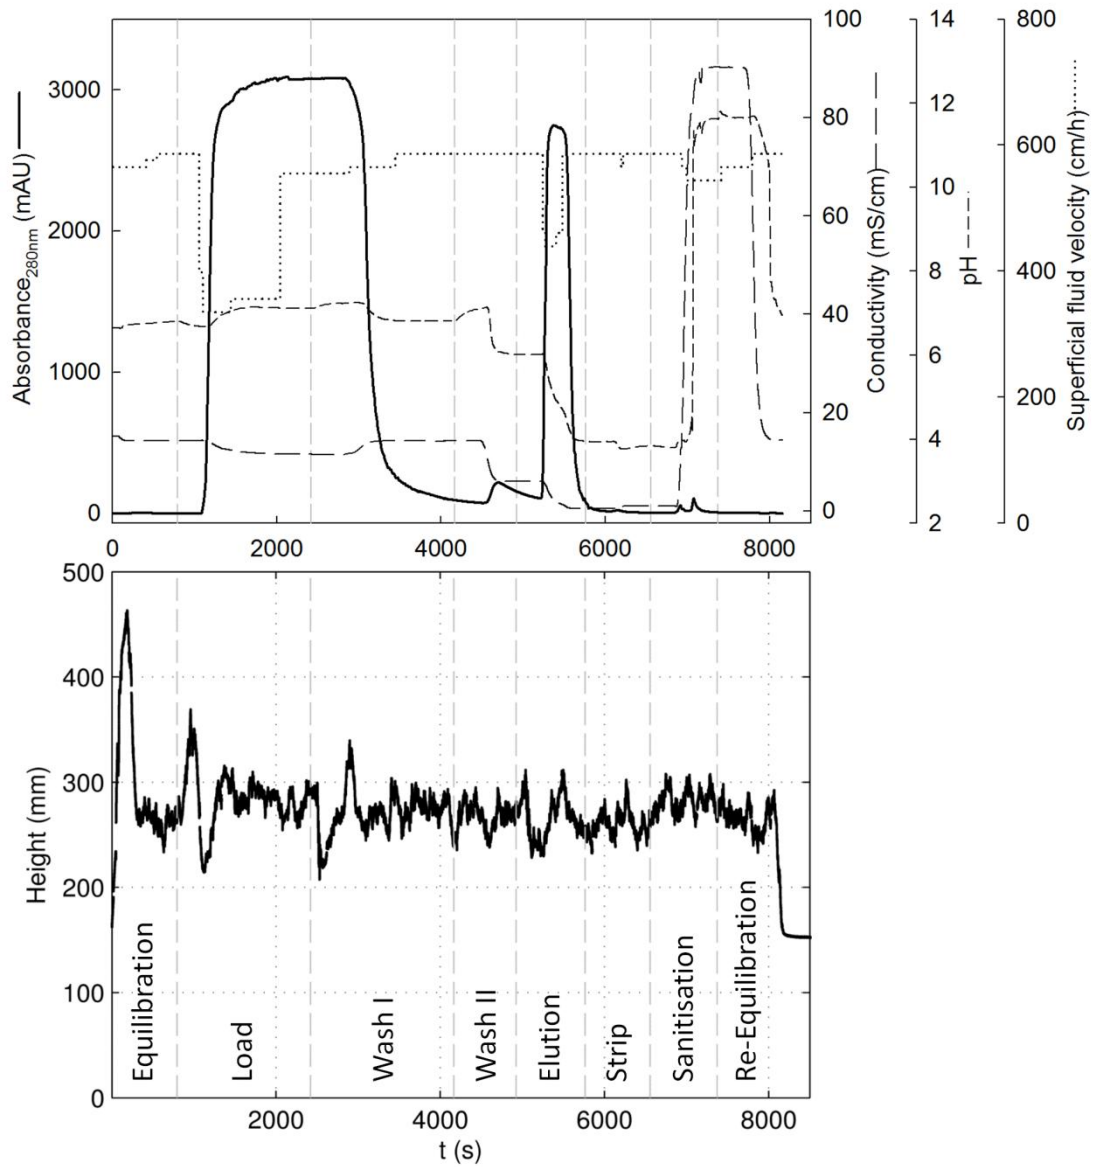 Absorbance280nm (mAU)
3000
2000
1000
0
100
80
60
40
20
0
Conductivity (mS/cm)
14
12
10
8
6
4
2
pH
800
600
400
200
0
Superficial fluid velocity (cm/h)
0 2000 4000 6000 8000
500
400
300
200
100
0
Height (mm)
Equilibration
Load
Wash I
Wash II
Elution
Strip
Sanitisation
Re-Equilibration
2000 4000 6000 8000
t (s)